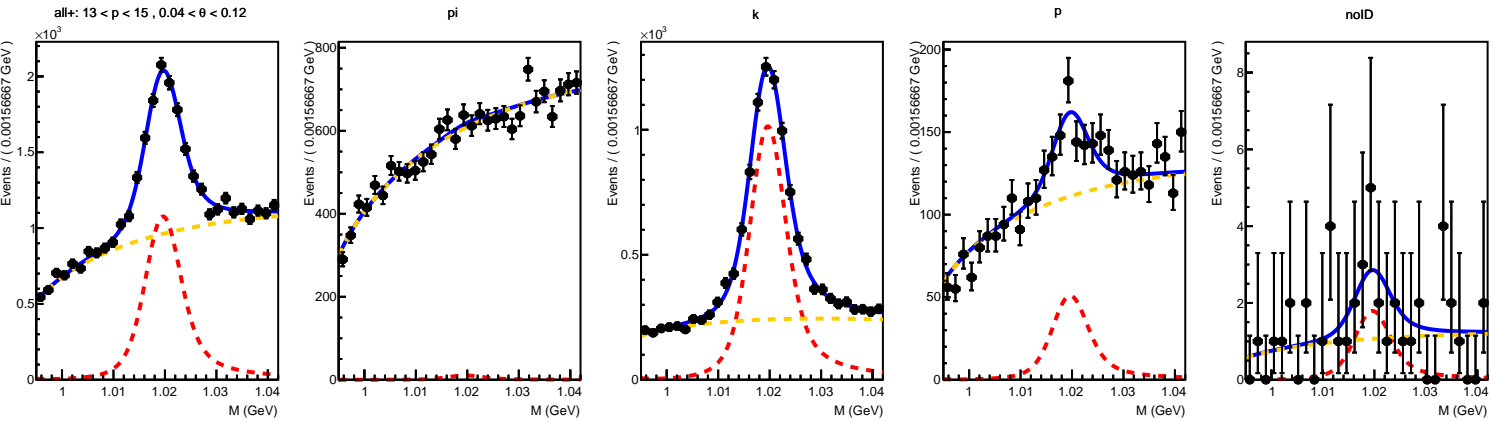 all+: 13 < p < 15 , 0.04 < θ < 0.12
×10³
Events / ( 0.00156667 GeV )
2
1.5
1
0.5
0
1 1.01 1.02 1.03 1.04
M (GeV)
pi
Events / ( 0.00156667 GeV )
800
600
400
200
0
1 1.01 1.02 1.03 1.04
M (GeV)
k
×10³
Events / ( 0.00156667 GeV )
1
0.5
0
1 1.01 1.02 1.03 1.04
M (GeV)
p
Events / ( 0.00156667 GeV )
200
150
100
50
0
1 1.01 1.02 1.03 1.04
M (GeV)
noID
Events / ( 0.00156667 GeV )
8
6
4
2
0
1 1.01 1.02 1.03 1.04
M (GeV)